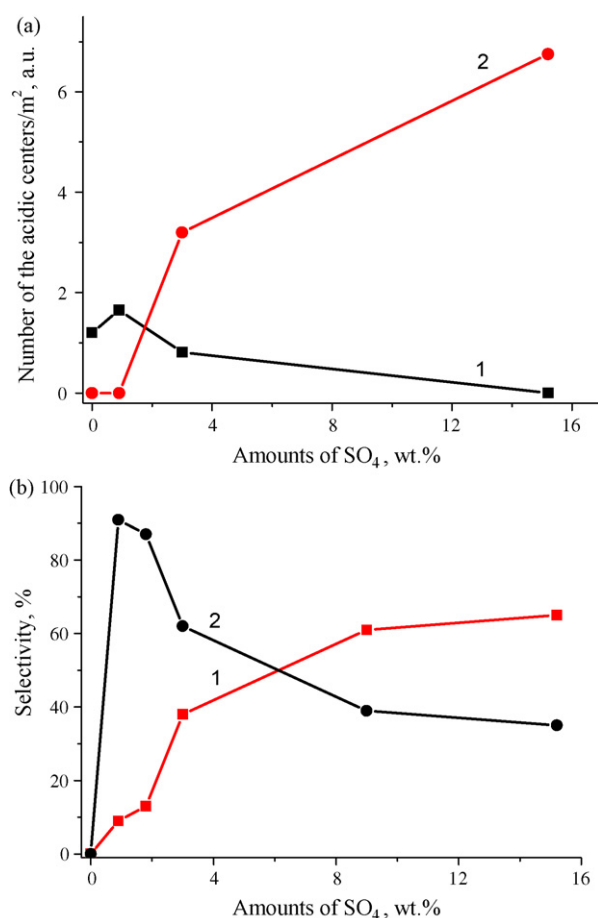 (a)
Number of the acidic centers/m², a.u.
6
4
2
0
2
1
0 4 8 12 16
Amounts of SO₄, wt.%
(b)
Selectivity, %
100
80
60
40
20
0
2
1
0 4 8 12 16
Amounts of SO₄, wt.%